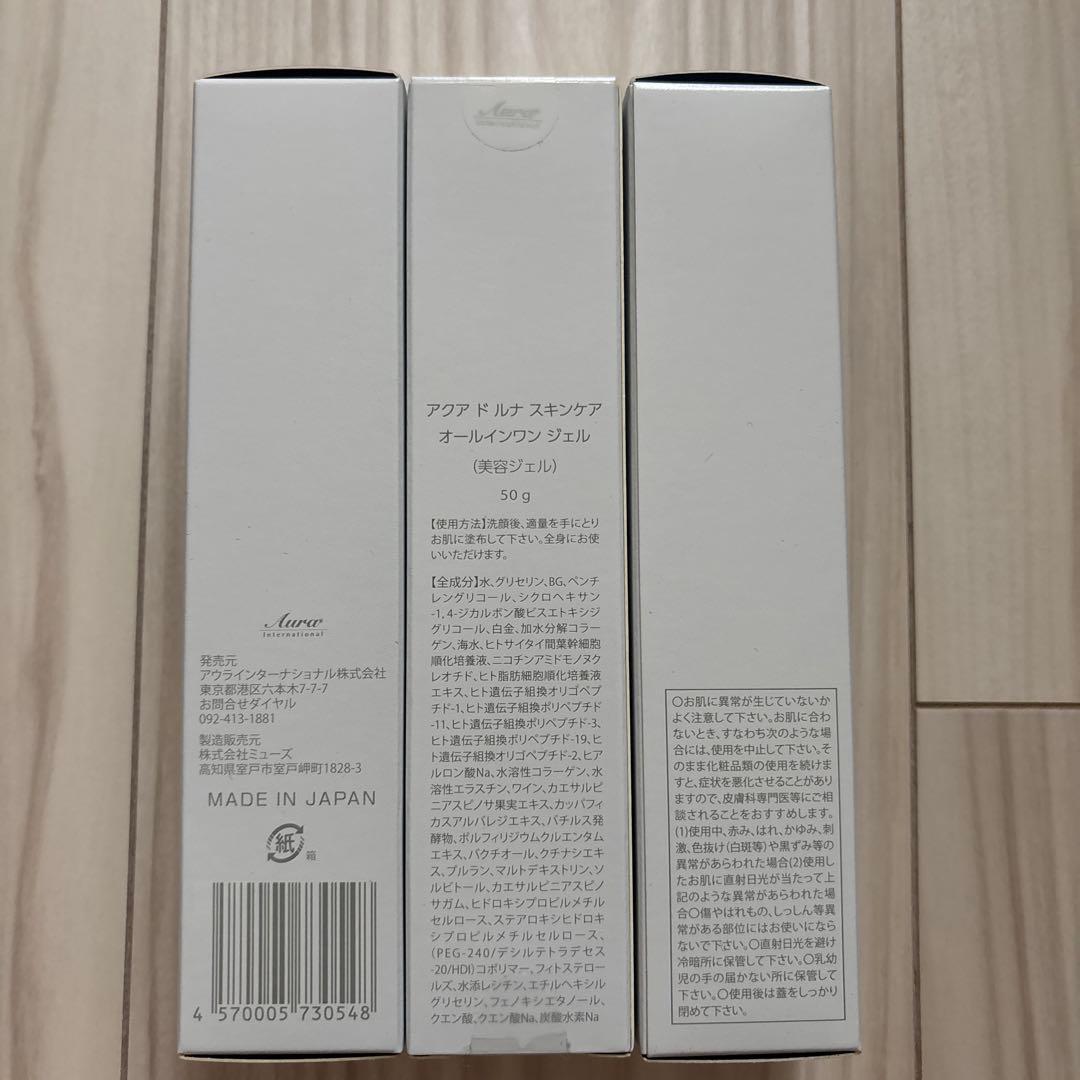 Aura
International
発売元
アウラインターナショナル株式会社
東京都港区六本木7-7-7
お問合せダイヤル
092-413-1881
製造販売元
株式会社ミューズ
高知県室戸市室戸岬町1828-3
MADE IN JAPAN
紙
箱
4 570005 730548
Aura
アクア ド ルナ スキンケア
オールインワン ジェル
(美容ジェル)
50 g
【使用方法】洗顔後、適量を手にとり
お肌に塗布して下さい。全身にお使
いいただけます。
【全成分】水、グリセリン、BG、ペンチ
レングリコール、シクロヘキサン
-1, 4-ジカルボン酸ビスエトキシジ
グリコール、白金、加水分解コラー
ゲン、海水、ヒトサイタイ間葉幹細胞
順化培養液、ニコチンアミドモノヌク
レオチド、ヒト脂肪細胞順化培養液
エキス、ヒト遺伝子組換オリゴペプ
チド-1、ヒト遺伝子組換ポリペプチド
-11、ヒト遺伝子組換ポリペプチド-3、
ヒト遺伝子組換ポリペプチド-19、ヒ
ト遺伝子組換オリゴペプチド-2、ヒア
ルロン酸Na、水溶性コラーゲン、水
溶性エラスチン、ワイン、カエサルピ
ニアスピノサ果実エキス、カッパフィ
カスアルバレジエキス、バチルス発
酵物、ポルフィリジウムクルエンタム
エキス、バクチオール、クチナシエキ
ス、プルラン、マルトデキストリン、ソ
ルビトール、カエサルピニアスピノ
サガム、ヒドロキシプロピルメチル
セルロース、ステアロキシヒドロキ
シプロピルメチルセルロース、
(PEG-240/デシルテトラデセス
-20/HDI)コポリマー、フィトステロー
ルズ、水添レシチン、エチルヘキシル
グリセリン、フェノキシエタノール、
クエン酸、クエン酸Na、炭酸水素Na
〇お肌に異常が生じていないか
よく注意して下さい。お肌に合わ
ないとき、すなわち次のような場
合には、使用を中止して下さい。そ
のまま化粧品類の使用を続けま
すと、症状を悪化させることがあり
ますので、皮膚科専門医等にご相
談されることをおすすめします。
(1)使用中、赤み、はれ、かゆみ、刺
激、色抜け(白斑等)や黒ずみ等の
異常があらわれた場合(2)使用し
たお肌に直射日光が当たって上
記のような異常があらわれた場
合〇傷やはれもの、しっしん等異
常がある部位にはお使いになら
ないで下さい。〇直射日光を避け
冷暗所に保管して下さい。〇乳幼
児の手の届かない所に保管して
下さい。〇使用後は蓋をしっかり
閉めて下さい。